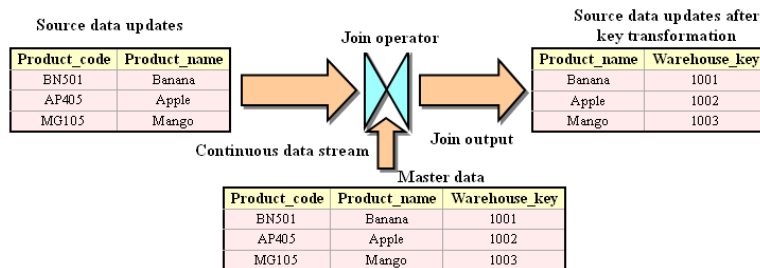 Source data updates
Product_code Product_name
BN501 Banana
AP405 Apple
MG105 Mango
Join operator
Continuous data stream
Join output
Source data updates after
key transformation
Product_name Warehouse_key
Banana 1001
Apple 1002
Mango 1003
Master data
Product_code Product_name Warehouse_key
BN501 Banana 1001
AP405 Apple 1002
MG105 Mango 1003